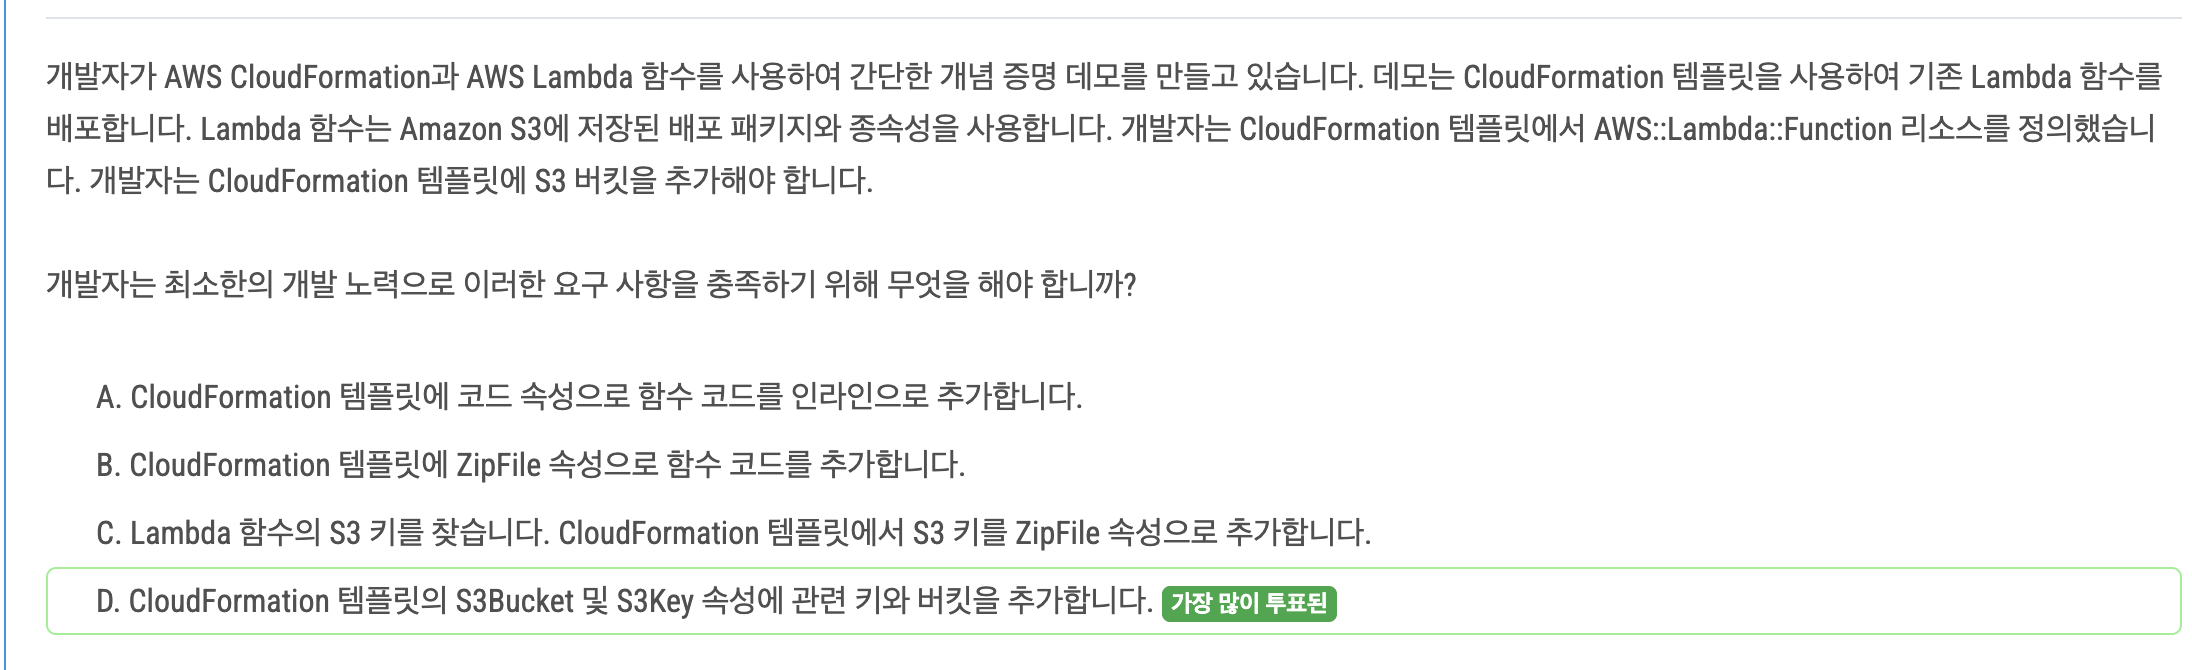 개발자가 AWS CloudFormation과 AWS Lambda 함수를 사용하여 간단한 개념 증명 데모를 만들고 있습니다. 데모는 CloudFormation 템플릿을 사용하여 기존 Lambda 함수를
배포합니다. Lambda 함수는 Amazon S3에 저장된 배포 패키지와 종속성을 사용합니다. 개발자는 CloudFormation 템플릿에서 AWS::Lambda::Function 리소스를 정의했습니
다. 개발자는 CloudFormation 템플릿에 S3 버킷을 추가해야 합니다.
개발자는 최소한의 개발 노력으로 이러한 요구 사항을 충족하기 위해 무엇을 해야 합니까?
A. CloudFormation 템플릿에 코드 속성으로 함수 코드를 인라인으로 추가합니다.
B. CloudFormation 템플릿에 ZipFile 속성으로 함수 코드를 추가합니다.
C. Lambda 함수의 S3 키를 찾습니다. CloudFormation 템플릿에서 S3 키를 ZipFile 속성으로 추가합니다.
D. CloudFormation 템플릿의 S3Bucket 및 S3Key 속성에 관련 키와 버킷을 추가합니다. 가장 많이 투표된